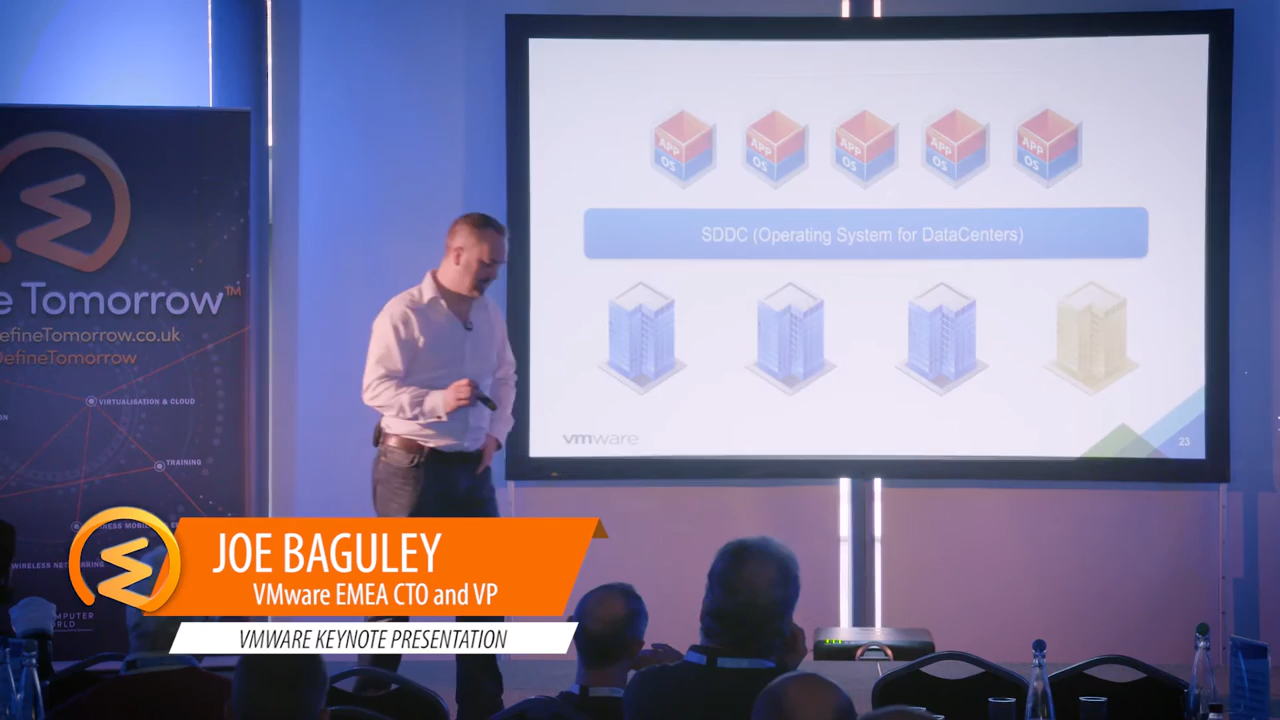 APP
OS
APP
OS
APP
OS
APP
OS
APP
OS
SDDC (Operating System for DataCenters)
vmware
23
e Tomorrow™
efineTomorrow.co.uk
efineTomorrow
VIRTUALISATION & CLOUD
TRAINING
WIRELESS NETWORKING
JOE BAGULEY
VMware EMEA CTO and VP
VMWARE KEYNOTE PRESENTATION